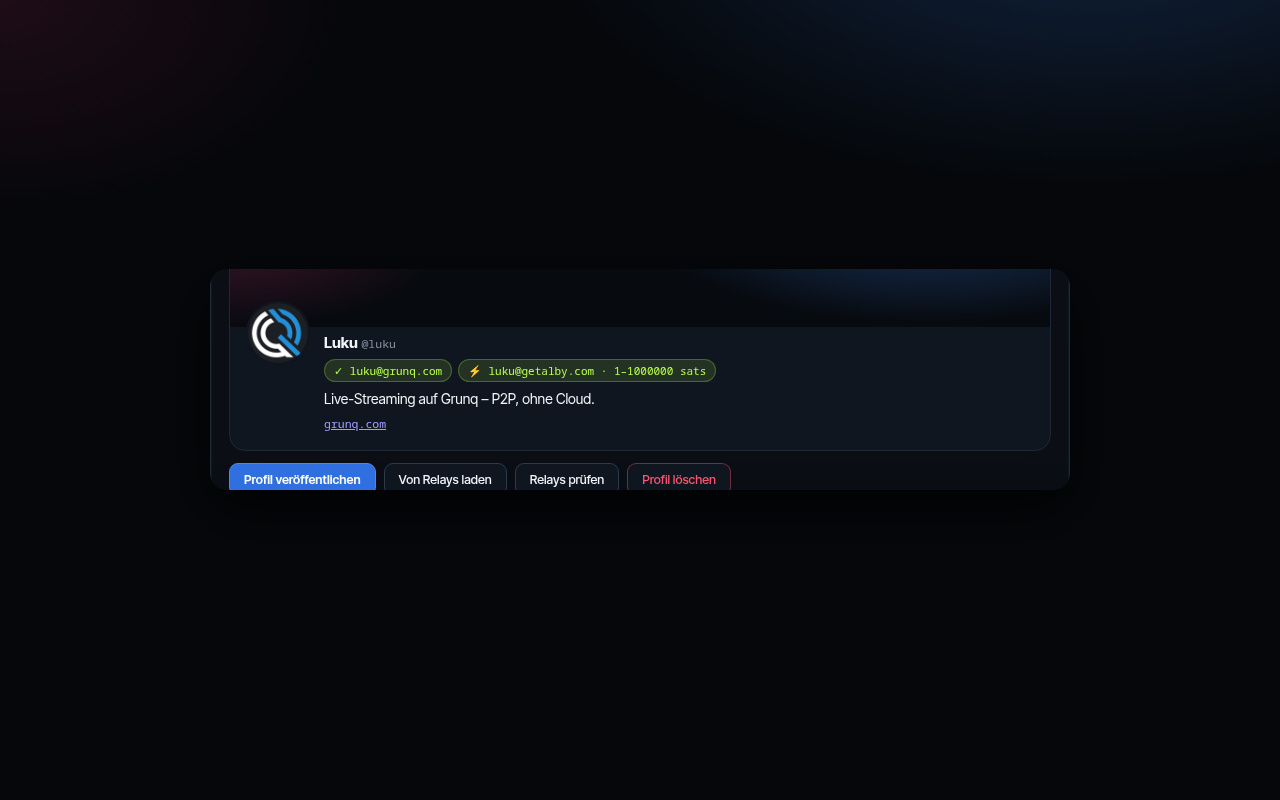 Luku @luku
✓ luku@grunq.com ⚡ luku@getalby.com · 1–1000000 sats
Live-Streaming auf Grunq – P2P, ohne Cloud.
grunq.com
Profil veröffentlichen Von Relays laden Relays prüfen Profil löschen